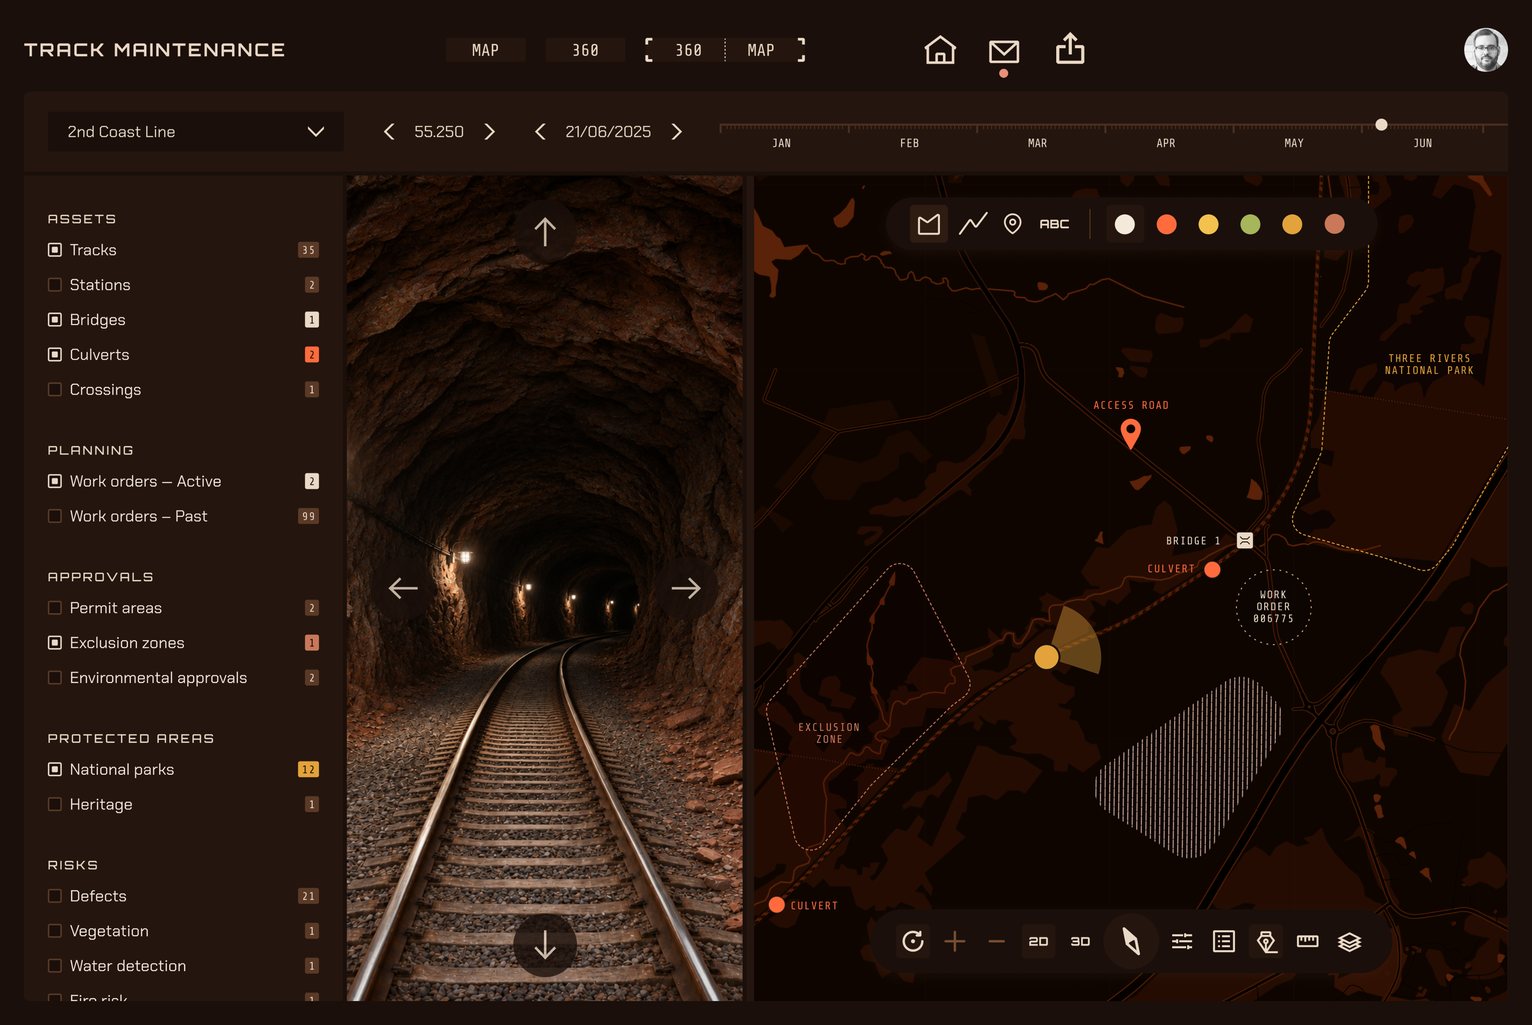 TRACK MAINTENANCE
MAP
360
360
MAP
2nd Coast Line
55.250
21/06/2025
JAN
FEB
MAR
APR
MAY
JUN
ASSETS
Tracks 35
Stations 2
Bridges 1
Culverts 2
Crossings 1
PLANNING
Work orders – Active 2
Work orders – Past 99
APPROVALS
Permit areas 2
Exclusion zones 1
Environmental approvals 2
PROTECTED AREAS
National parks 12
Heritage 1
RISKS
Defects 21
Vegetation 1
Water detection 1
Fire risk 1
ABC
THREE RIVERS
NATIONAL PARK
ACCESS ROAD
BRIDGE 1
CULVERT
WORK
ORDER
006775
EXCLUSION
ZONE
CULVERT
2D
3D